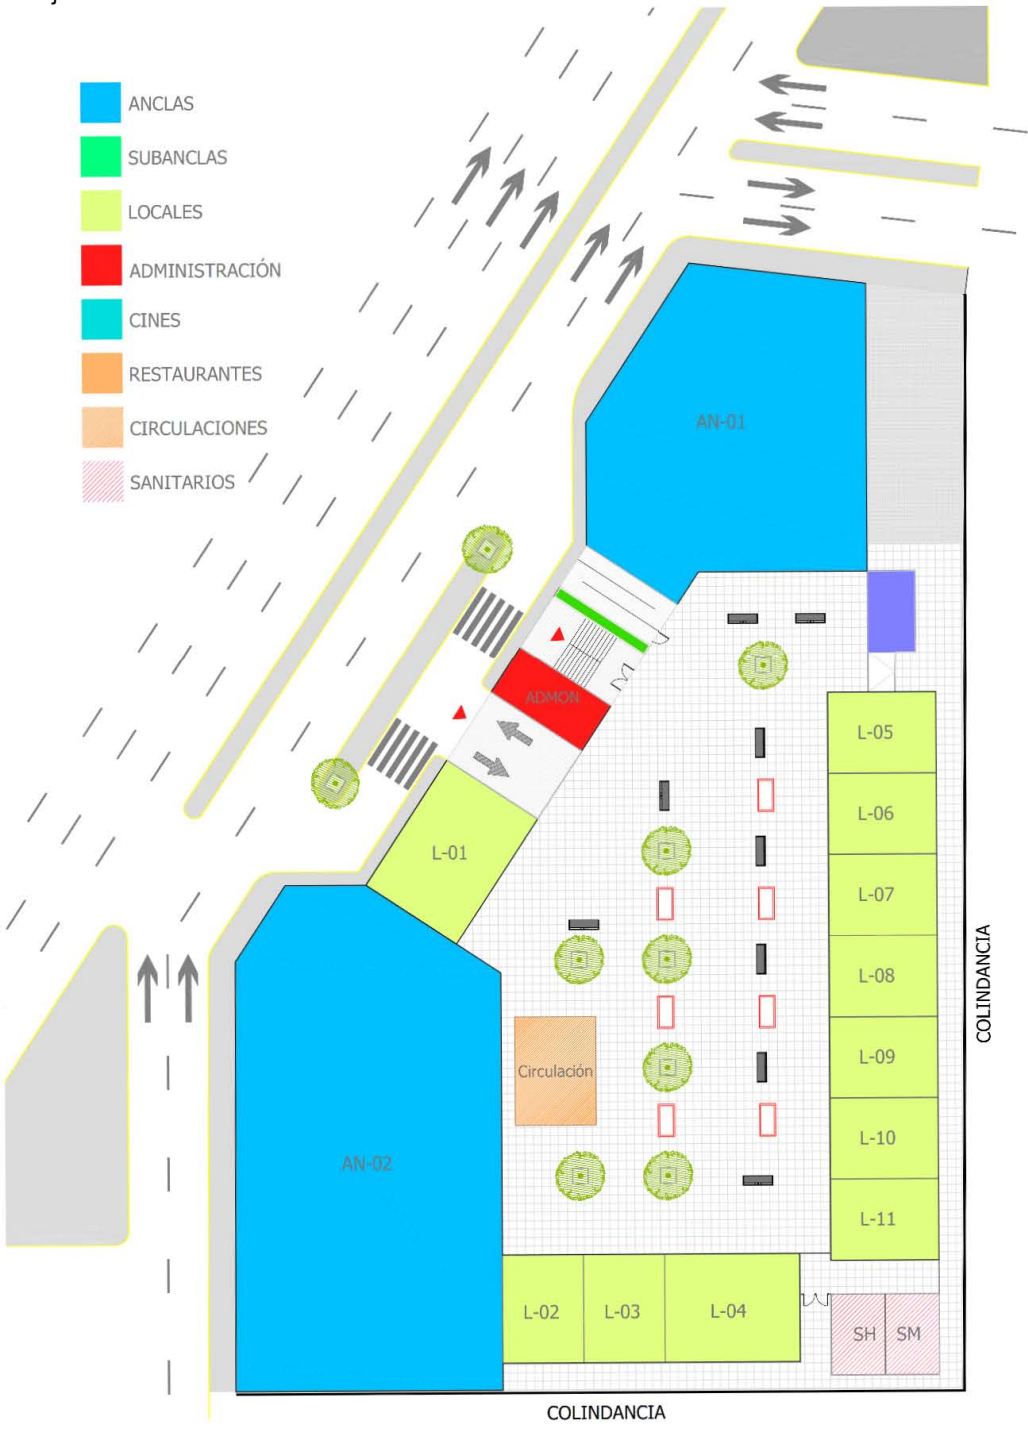 ANCLAS
SUBANCLAS
LOCALES
ADMINISTRACIÓN
CINES
RESTAURANTES
CIRCULACIONES
SANITARIOS
AN-01
ADMON
L-05
L-06
L-01
L-07
L-08
L-09
Circulación
L-10
AN-02
L-11
L-02
L-03
L-04
SH
SM
COLINDANCIA
COLINDANCIA